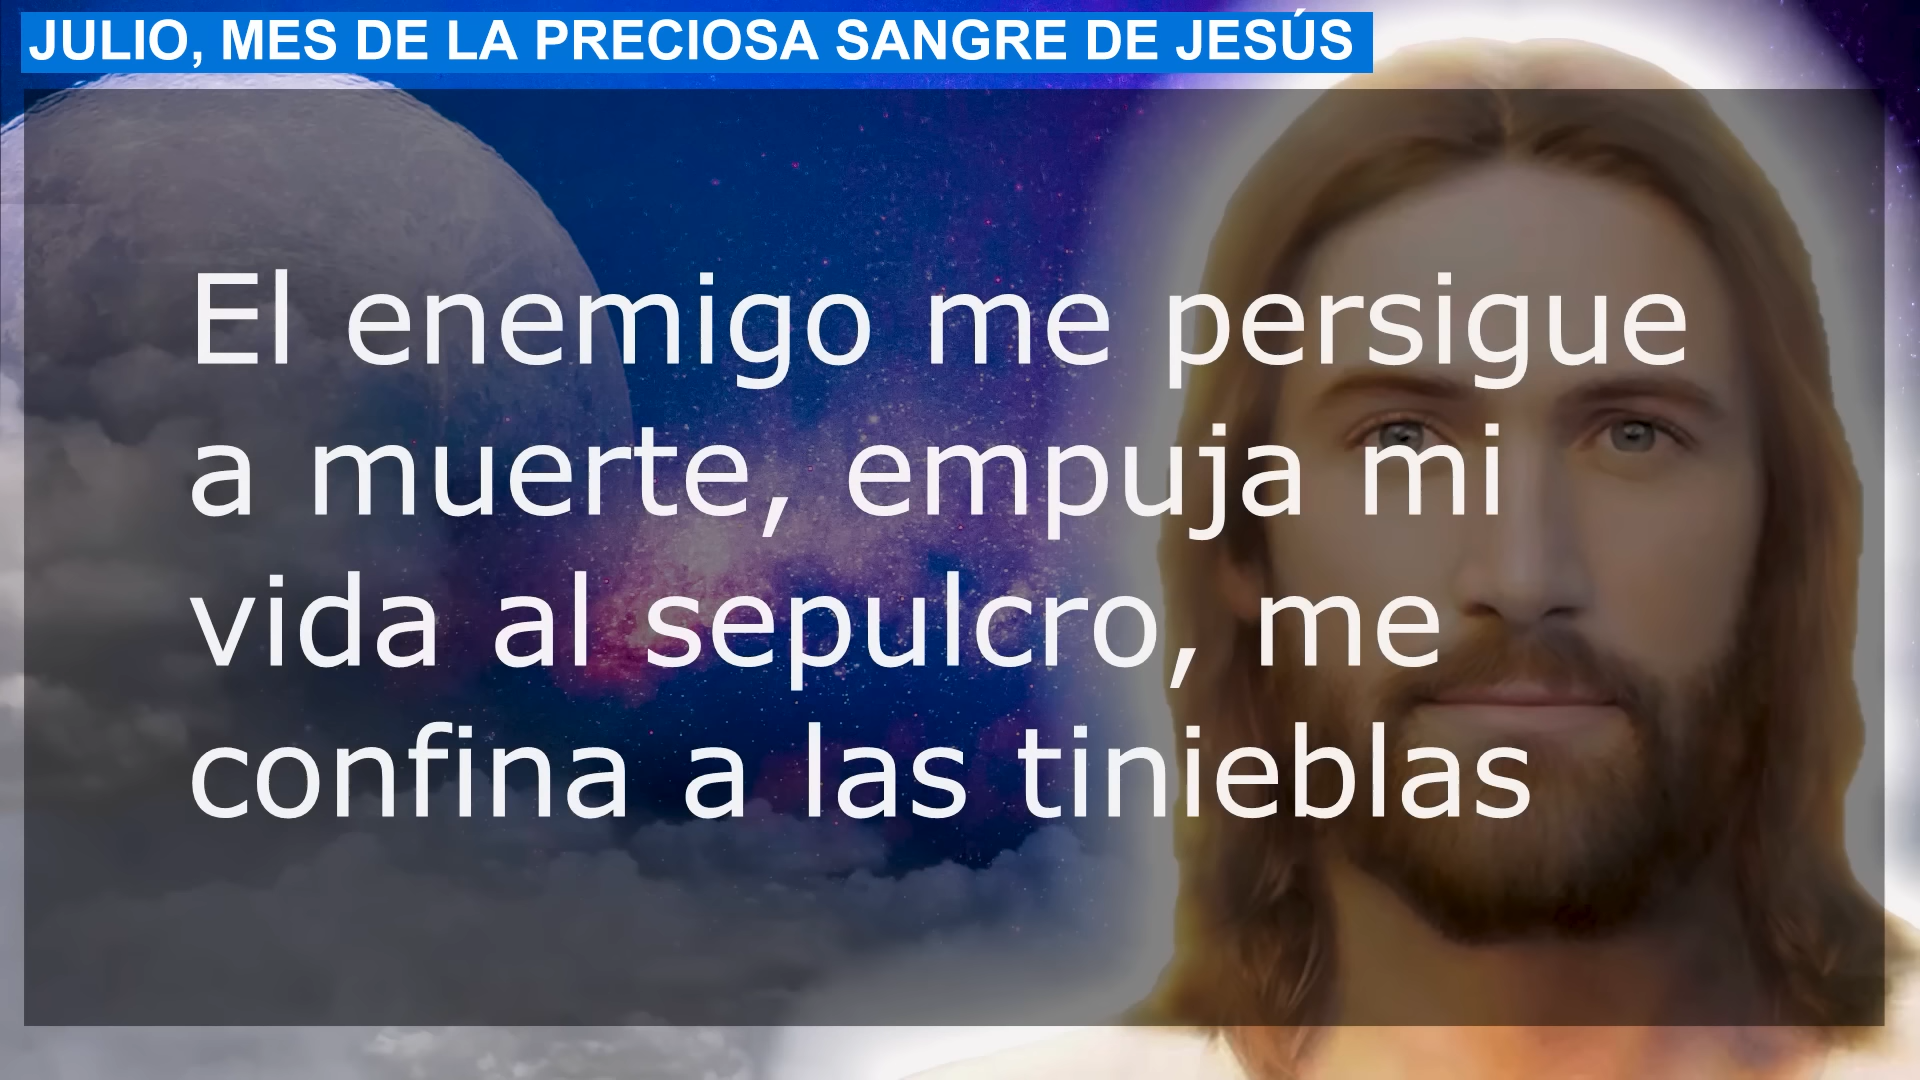 JULIO, MES DE LA PRECIOSA SANGRE DE JESÚS
El enemigo me persigue
a muerte, empuja mi
vida al sepulcro, me
confina a las tinieblas